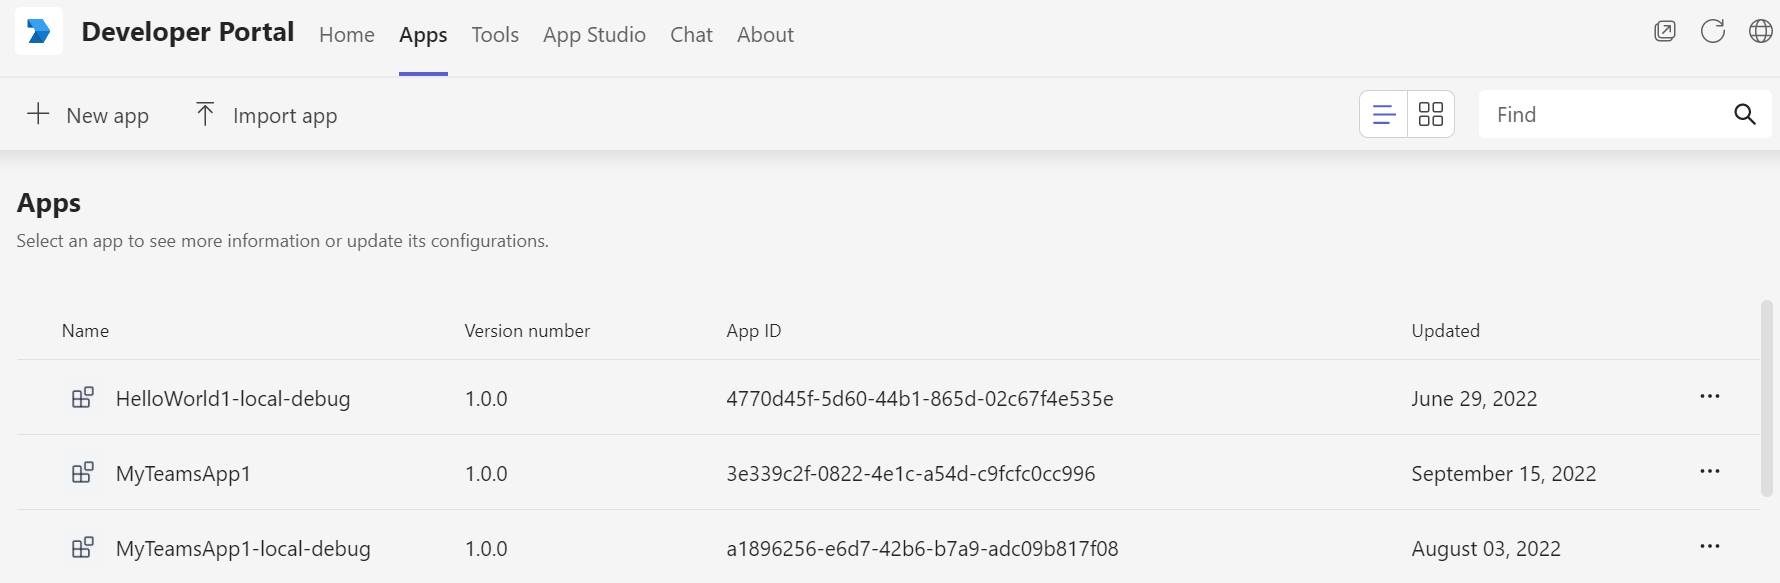 Developer Portal Home Apps Tools App Studio Chat About
New app Import app Find
Apps
Select an app to see more information or update its configurations.
Name Version number App ID Updated
HelloWorld1-local-debug 1.0.0 4770d45f-5d60-44b1-865d-02c67f4e535e June 29, 2022
MyTeamsApp1 1.0.0 3e339c2f-0822-4e1c-a54d-c9fcfc0cc996 September 15, 2022
MyTeamsApp1-local-debug 1.0.0 a1896256-e6d7-42b6-b7a9-adc09b817f08 August 03, 2022